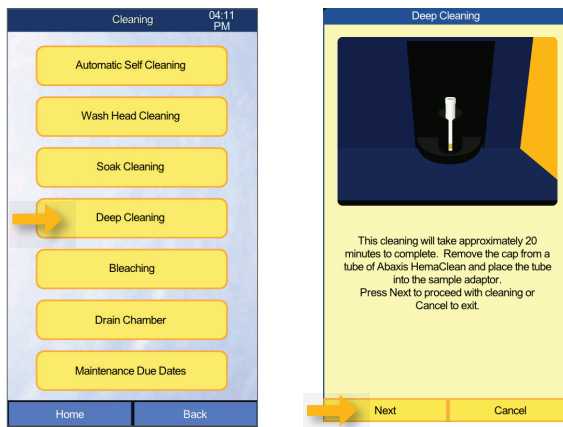 Cleaning
04:11
PM
Automatic Self Cleaning
Wash Head Cleaning
Soak Cleaning
Deep Cleaning
Bleaching
Drain Chamber
Maintenance Due Dates
Home
Back
Deep Cleaning
This cleaning will take approximately 20
minutes to complete. Remove the cap from a
tube of Abaxis HemaClean and place the tube
into the sample adaptor.
Press Next to proceed with cleaning or
Cancel to exit.
Next
Cancel